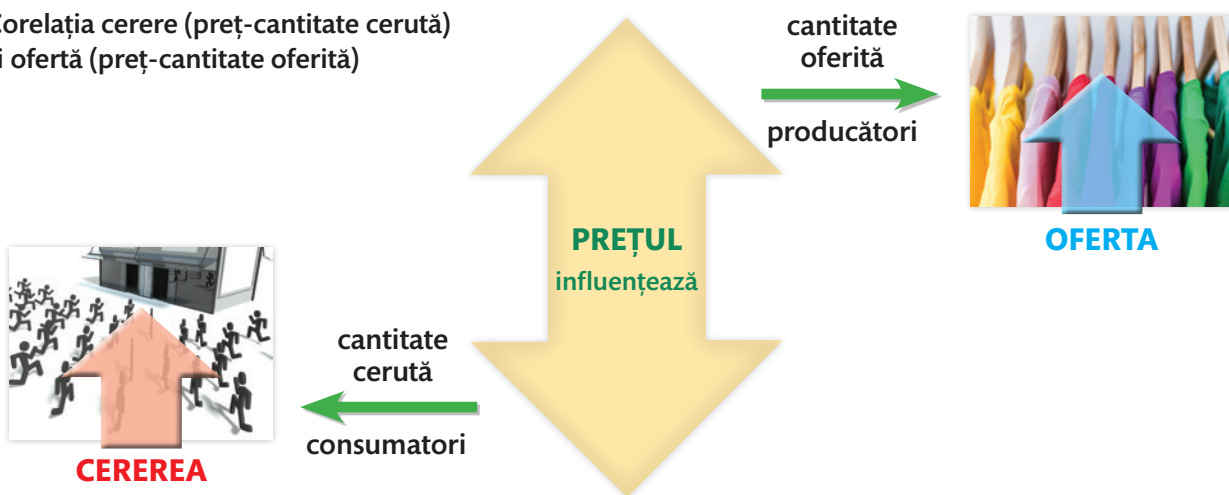 Corelația cerere (preț-cantitate cerută)
i ofertă (preț-cantitate oferită)
cantitate
oferită
producători
OFERTA
PREȚUL
influențează
cantitate
cerută
consumatori
CEREREA